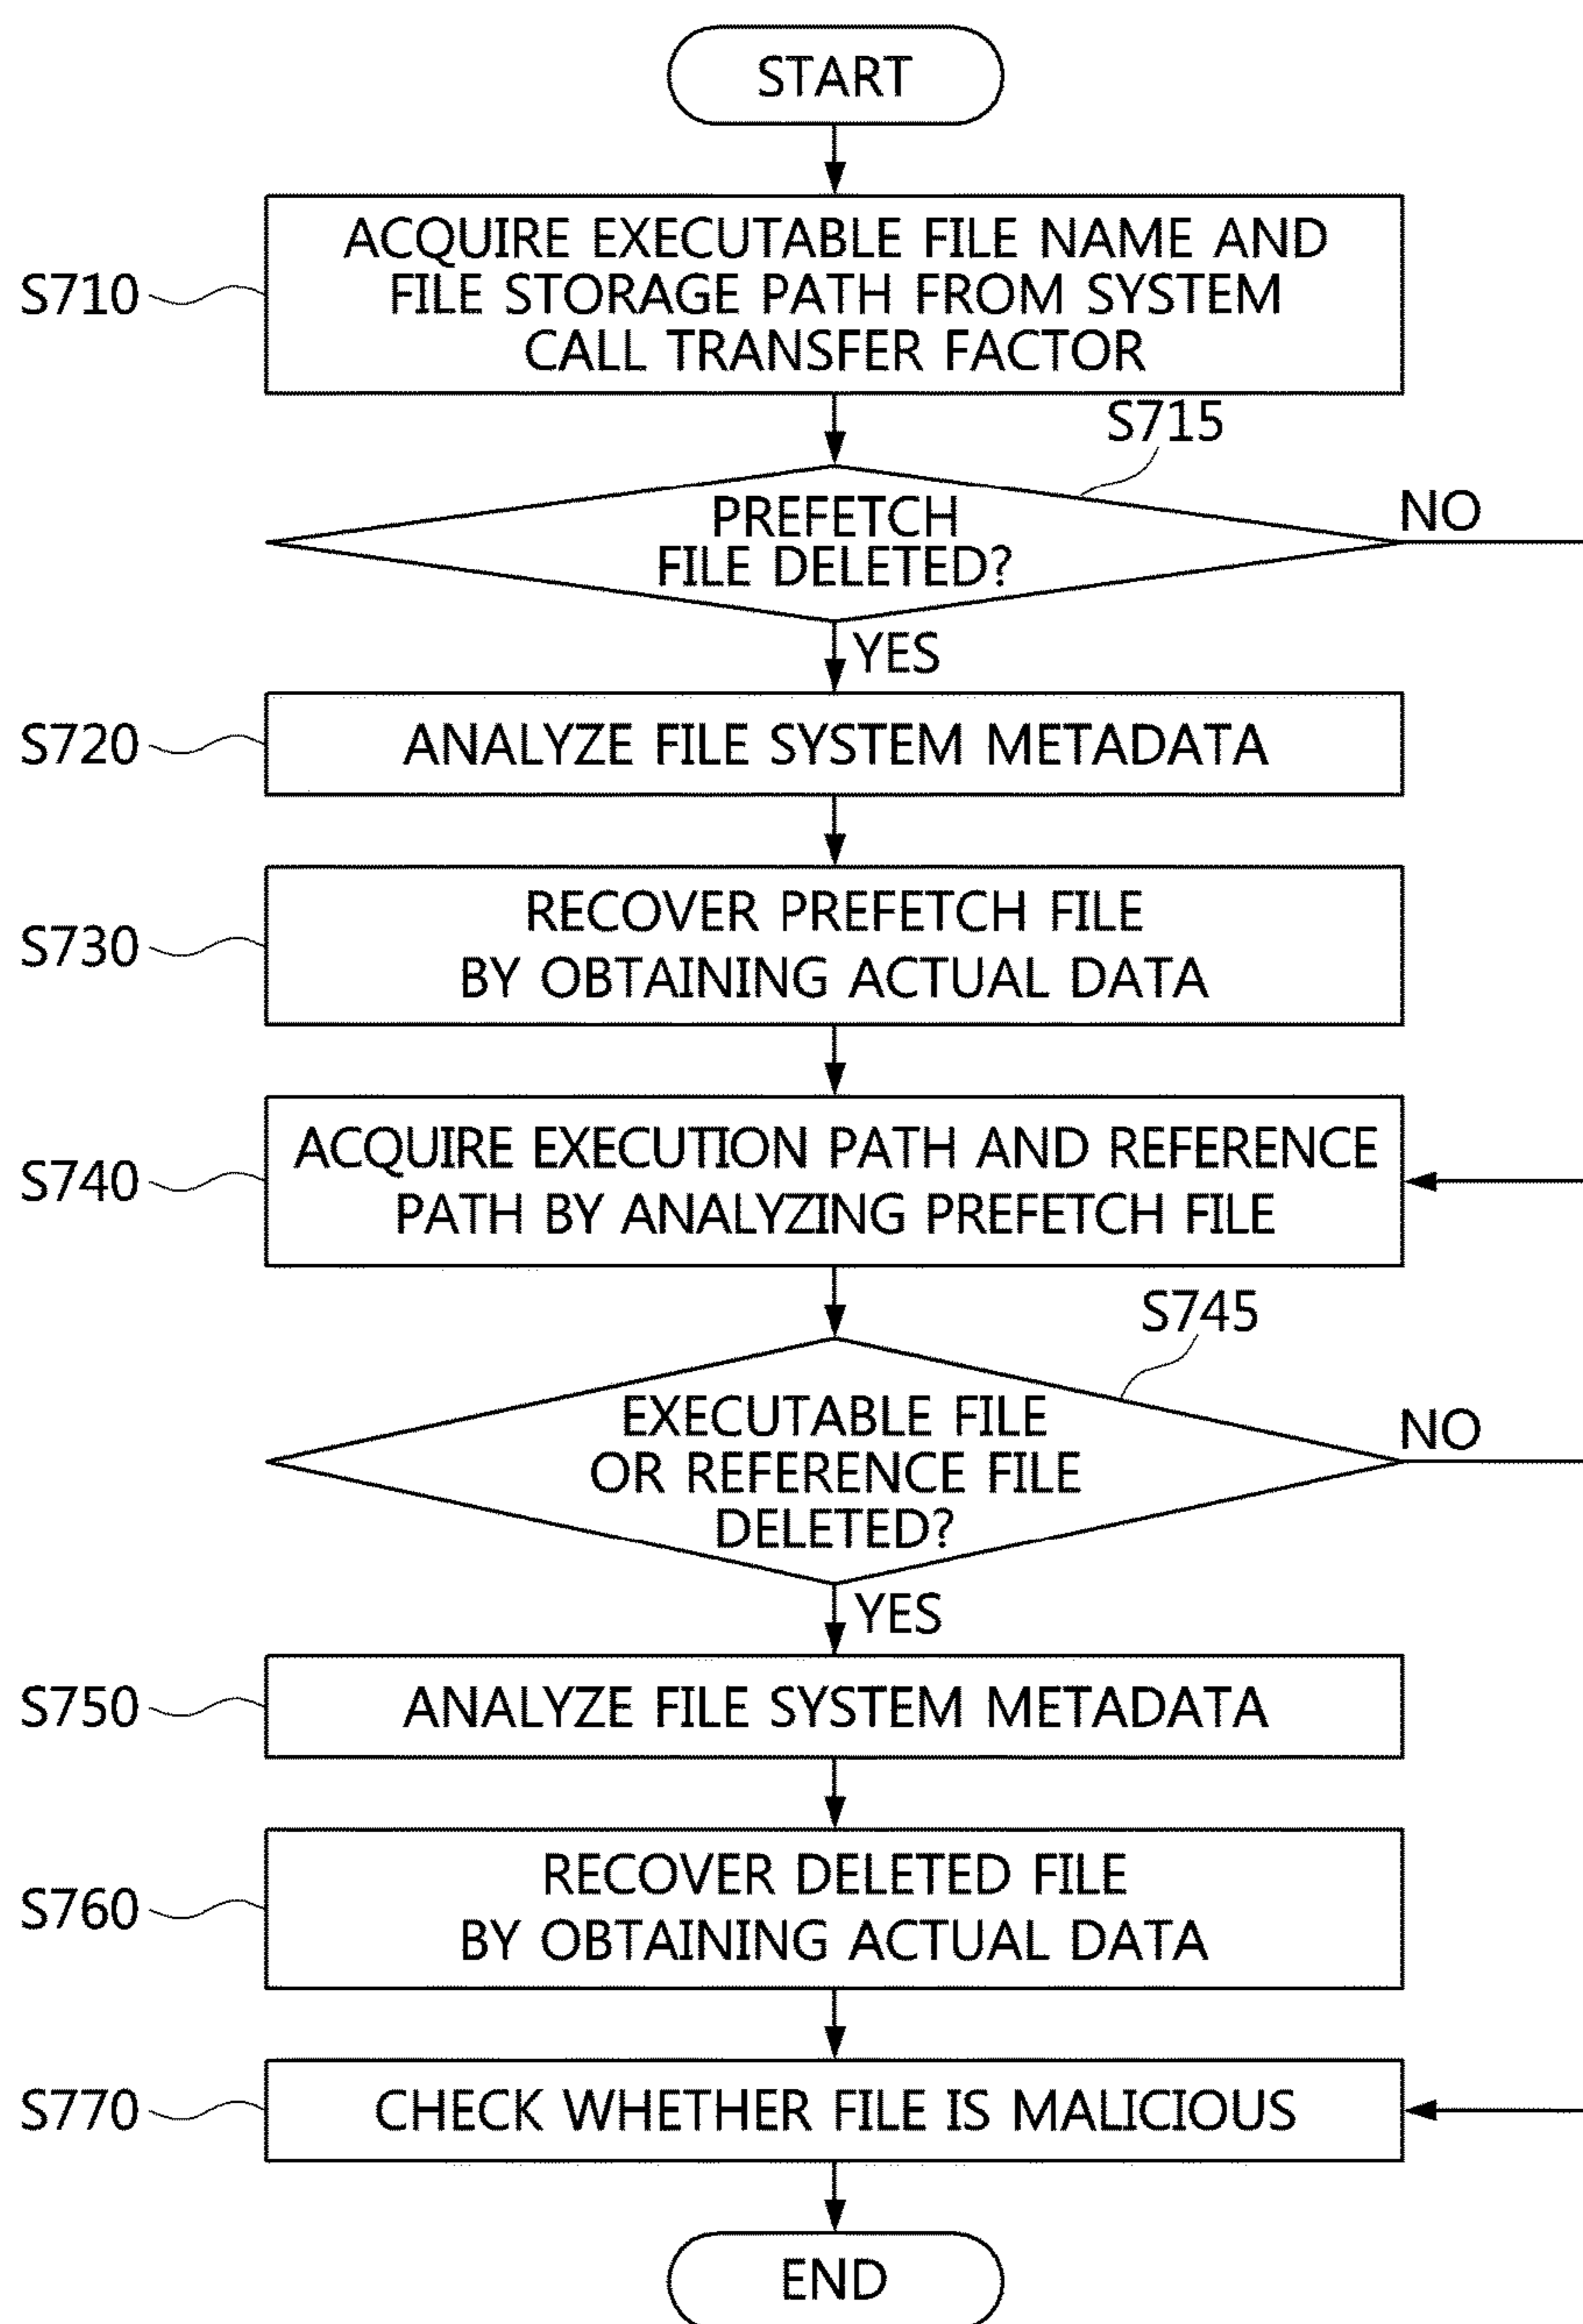 START
S710
ACQUIRE EXECUTABLE FILE NAME AND
FILE STORAGE PATH FROM SYSTEM
CALL TRANSFER FACTOR
S715
PREFETCH
FILE DELETED?
NO
YES
S720
ANALYZE FILE SYSTEM METADATA
S730
RECOVER PREFETCH FILE
BY OBTAINING ACTUAL DATA
S740
ACQUIRE EXECUTION PATH AND REFERENCE
PATH BY ANALYZING PREFETCH FILE
S745
EXECUTABLE FILE
OR REFERENCE FILE
DELETED?
NO
YES
S750
ANALYZE FILE SYSTEM METADATA
S760
RECOVER DELETED FILE
BY OBTAINING ACTUAL DATA
S770
CHECK WHETHER FILE IS MALICIOUS
END